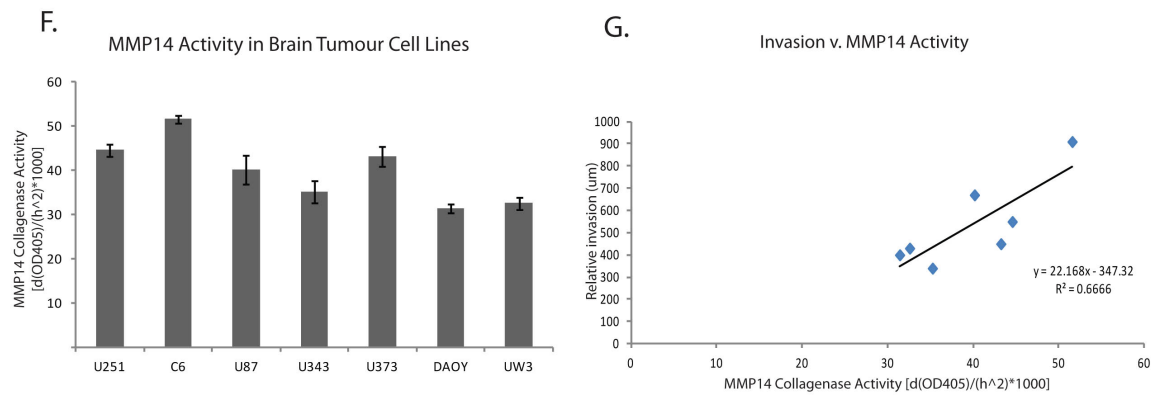 F.
MMP14 Activity in Brain Tumour Cell Lines
MMP14 Collagenase Activity
[d(OD405)/(h^2)*1000]
60
50
40
30
20
10
U251 C6 U87 U343 U373 DAOY UW3
G.
Invasion v. MMP14 Activity
Relative invasion (um)
1000
900
800
700
600
500
400
300
200
100
0
y = 22.168x - 347.32
R² = 0.6666
0 10 20 30 40 50 60
MMP14 Collagenase Activity [d(OD405)/(h^2)*1000]